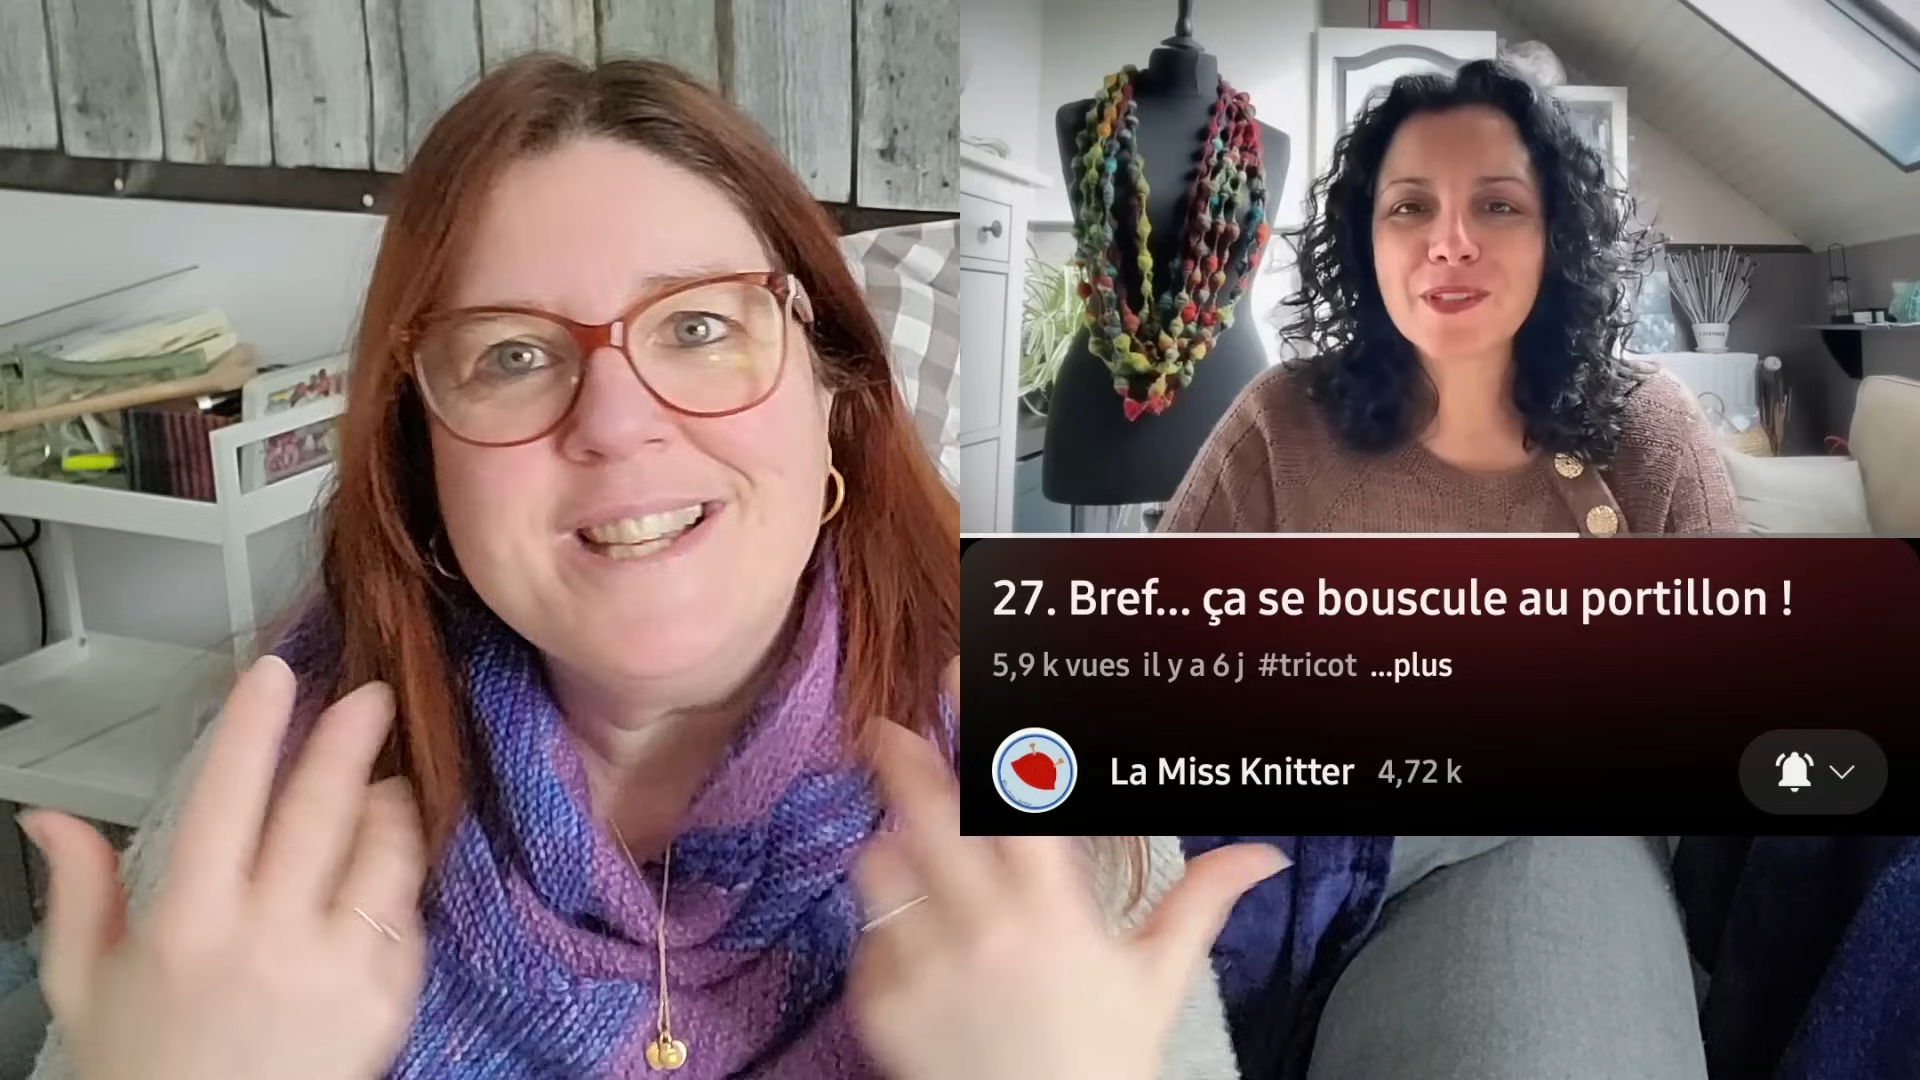 27. Bref... ça se bouscule au portillon !
5,9 k vues il y a 6 j #tricot ...plus
La Miss Knitter 4,72 k